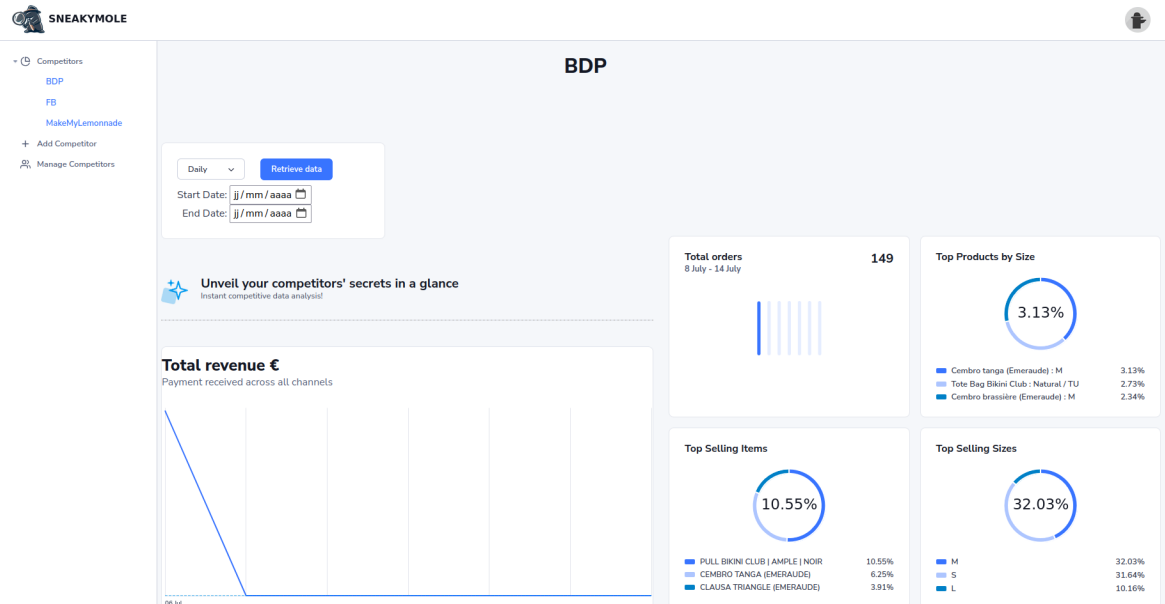 SNEAKYMOLE
Competitors
BDP
FB
MakeMyLemonnade
Add Competitor
Manage Competitors
BDP
Daily
Retrieve data
Start Date: jj/mm/aaaa
End Date: jj/mm/aaaa
Unveil your competitors' secrets in a glance
Instant competitive data analysis!
Total revenue €
Payment received across all channels
Total orders 149
8 July - 14 July
Top Products by Size
3.13%
Cembro tanga (Emeraude) : M 3.13%
Tote Bag Bikini Club : Natural / TU 2.73%
Cembro brassière (Emeraude) : M 2.34%
Top Selling Items
10.55%
PULL BIKINI CLUB | AMPLE | NOIR 10.55%
CEMBRO TANGA (EMERAUDE) 6.25%
CLAUSA TRIANGLE (EMERAUDE) 3.91%
Top Selling Sizes
32.03%
M 32.03%
S 31.64%
L 10.16%